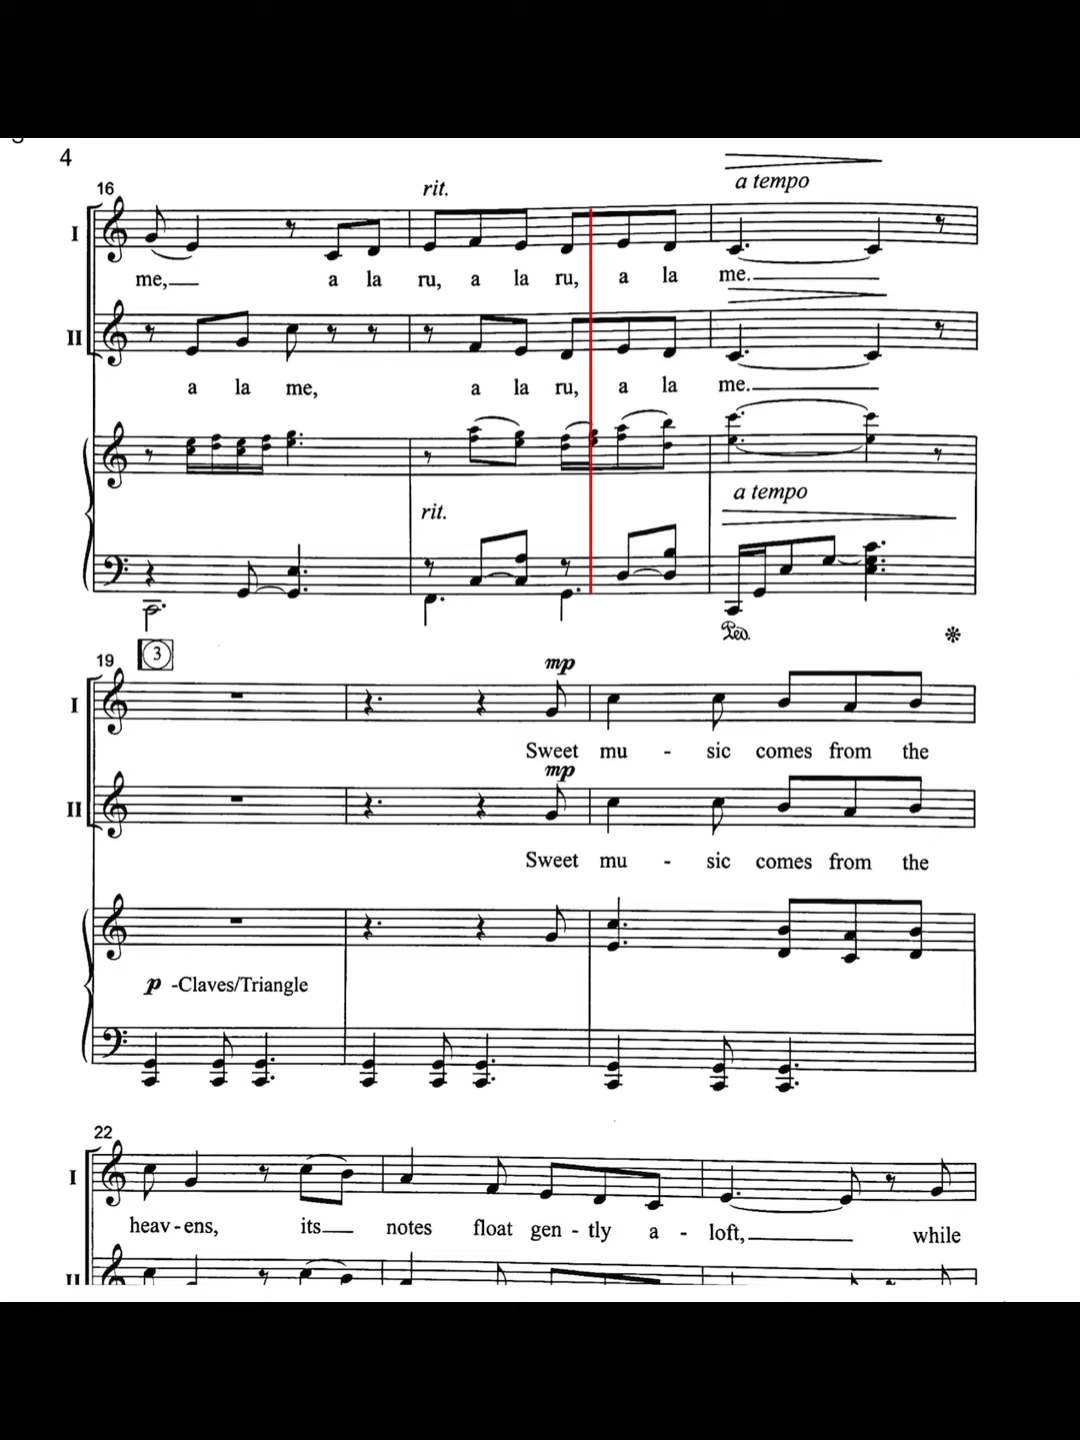 4
16
rit.
a tempo
I
me, a la ru, a la ru, a la me.
II
a la me, a la ru, a la me.
rit.
a tempo
Ped.
19
3
mp
I
Sweet mu - sic comes from the
mp
II
Sweet mu - sic comes from the
p -Claves/Triangle
22
I
heav - ens, its notes float gen - tly a - loft, while
II